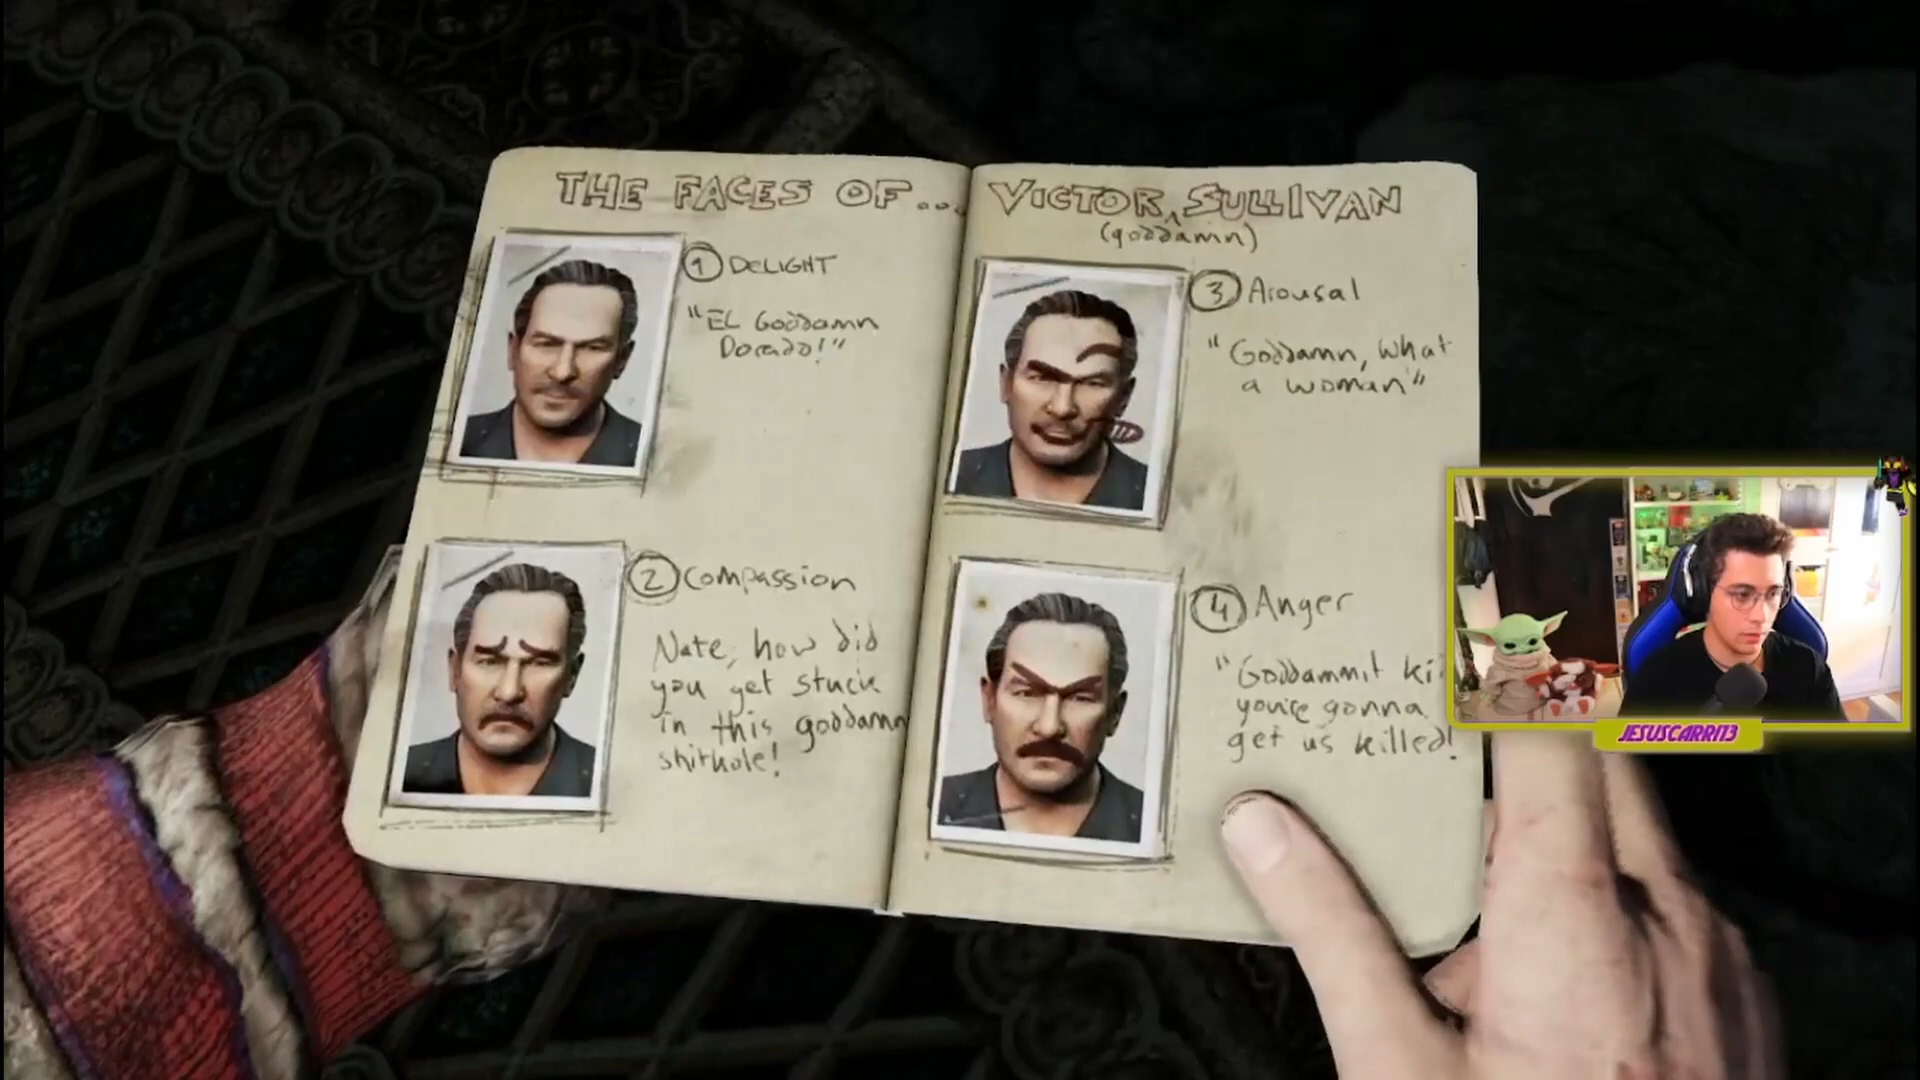 THE FACES OF... VICTOR SULLIVAN
(goddamn)
1 DELIGHT
"EL Goddamn
Dorado!"
2 Compassion
Nate, how did
you get stuck
in this goddamn
shithole!
3 Arousal
"Goddamn, what
a woman"
4 Anger
"Goddammit
you're gonna
get us killed!
JESUSCARRI13